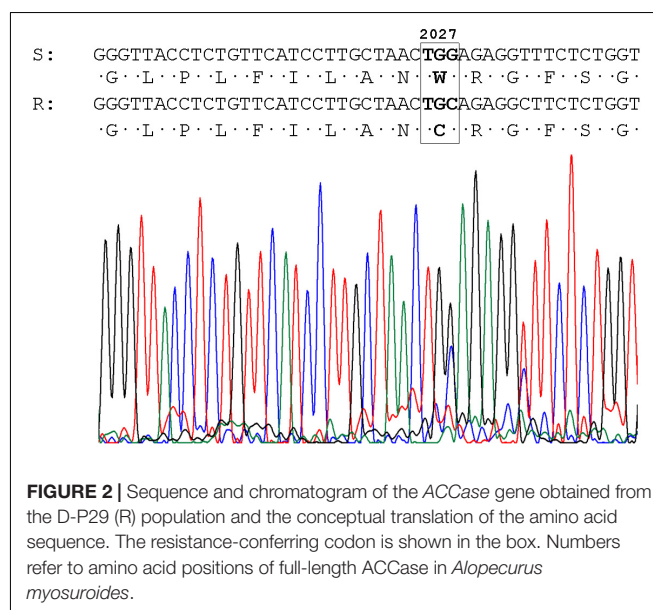 2027
S: GGGTTACCTCTGTTCATCCTTGCTAACTGGAGAGGTTTCTCTGGT
·G··L··P··L··F··I··L··A··N··W··R··G··F··S··G·
R: GGGTTACCTCTGTTCATCCTTGCTAACTGCAGAGGCTTCTCTGGT
·G··L··P··L··F··I··L··A··N··C··R··G··F··S··G·
FIGURE 2 | Sequence and chromatogram of the ACCase gene obtained from
the D-P29 (R) population and the conceptual translation of the amino acid
sequence. The resistance-conferring codon is shown in the box. Numbers
refer to amino acid positions of full-length ACCase in Alopecurus
myosuroides.